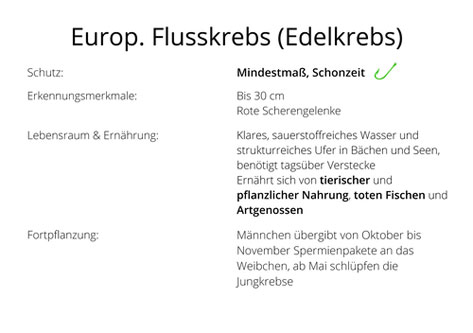 Europ. Flusskrebs (Edelkrebs)
Schutz: Mindestmaß, Schonzeit
Erkennungsmerkmale: Bis 30 cm
Rote Scherengelenke
Lebensraum & Ernährung: Klares, sauerstoffreiches Wasser und
strukturreiches Ufer in Bächen und Seen,
benötigt tagsüber Verstecke
Ernährt sich von tierischer und
pflanzlicher Nahrung, toten Fischen und
Artgenossen
Fortpflanzung: Männchen übergibt von Oktober bis
November Spermienpakete an das
Weibchen, ab Mai schlüpfen die
Jungkrebse